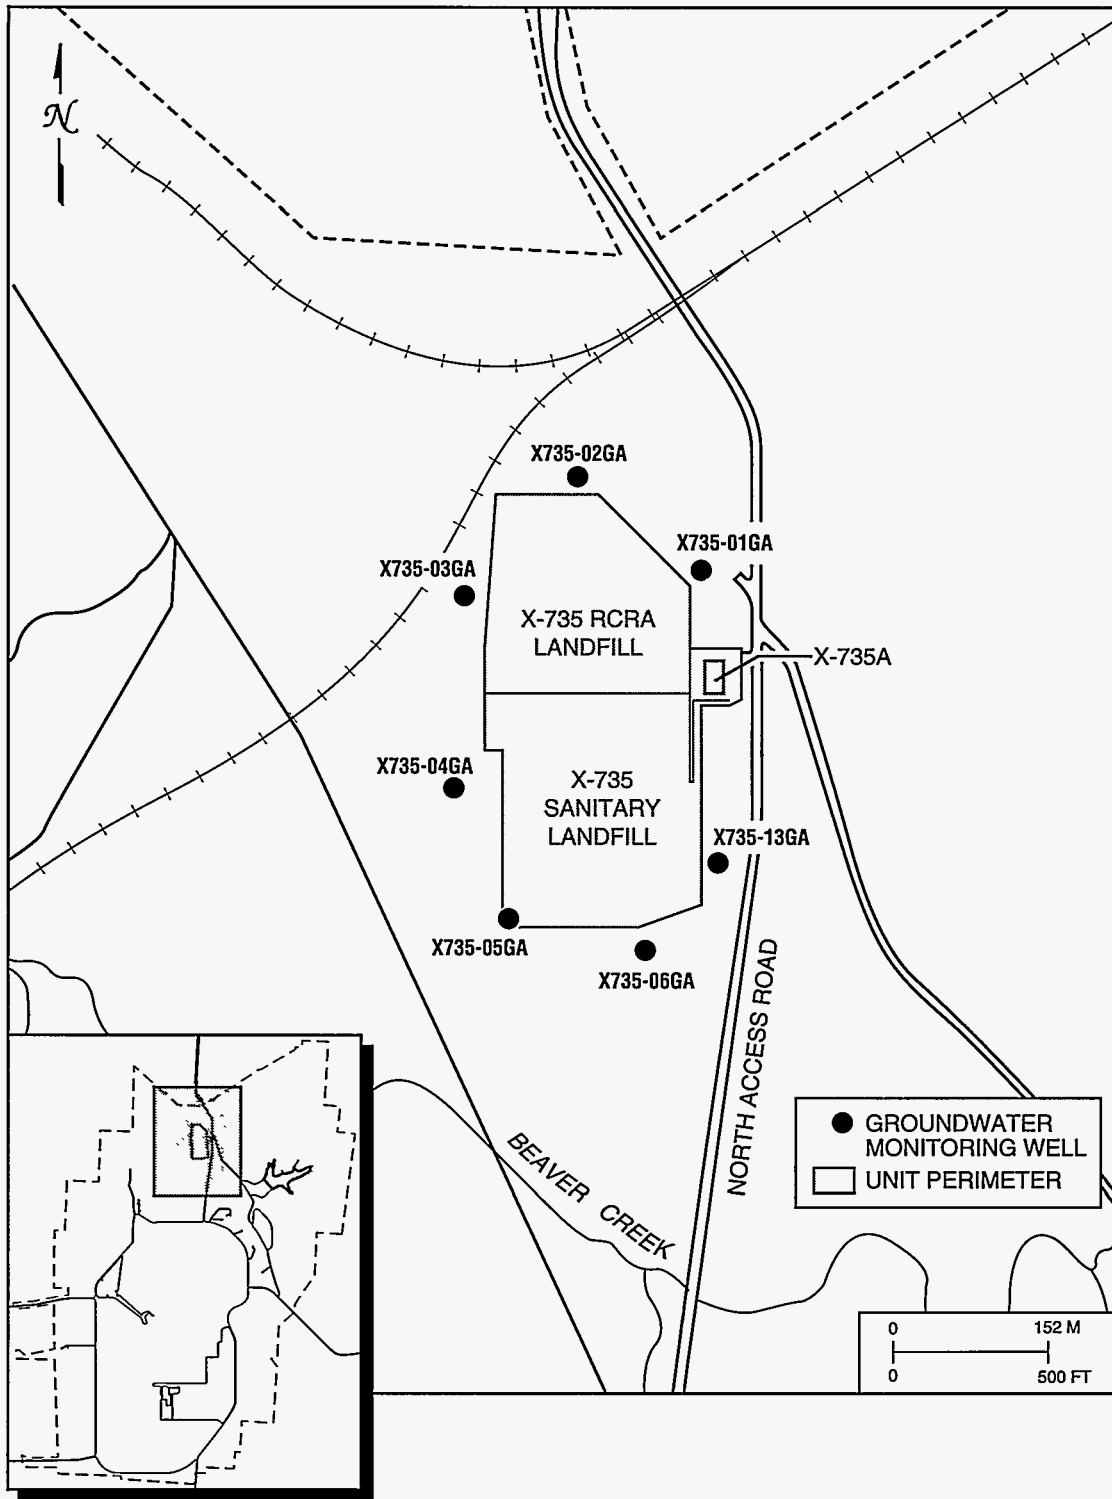 N
X735-02GA
X735-01GA
X735-03GA
X-735 RCRA
LANDFILL
X-735A
X735-04GA
X-735
SANITARY
LANDFILL
X735-13GA
X735-05GA
X735-06GA
NORTH ACCESS ROAD
BEAVER CREEK
GROUNDWATER
MONITORING WELL
UNIT PERIMETER
0 152 M
0 500 FT